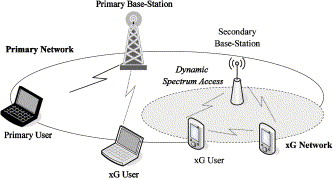 Primary Base-Station
Secondary
Base-Station
Primary Network
Dynamic
Spectrum Access
Primary User
xG User
xG User
xG Network